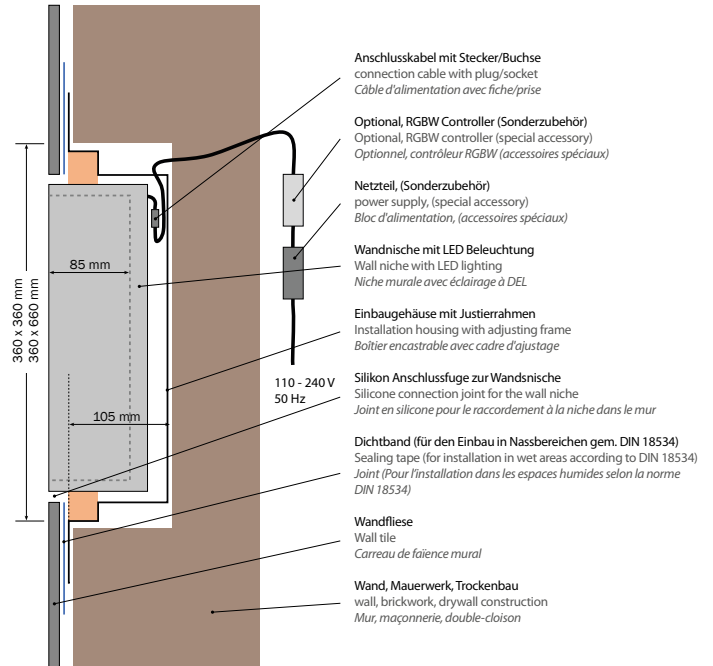 Anschlusskabel mit Stecker/Buchse
connection cable with plug/socket
Câble d'alimentation avec fiche/prise
Optional, RGBW Controller (Sonderzubehör)
Optional, RGBW controller (special accessory)
Optionnel, contrôleur RGBW (accessoires spéciaux)
Netzteil, (Sonderzubehör)
power supply, (special accessory)
Bloc d'alimentation, (accessoires spéciaux)
Wandnische mit LED Beleuchtung
Wall niche with LED lighting
Niche murale avec éclairage à DEL
Einbaugehäuse mit Justierrahmen
Installation housing with adjusting frame
Boîtier encastrable avec cadre d'ajustage
Silikon Anschlussfuge zur Wandsnische
Silicone connection joint for the wall niche
Joint en silicone pour le raccordement à la niche dans le mur
Dichtband (für den Einbau in Nassbereichen gem. DIN 18534)
Sealing tape (for installation in wet areas according to DIN 18534)
Joint (Pour l'installation dans les espaces humides selon la norme
DIN 18534)
Wandfliese
Wall tile
Carreau de faïence mural
Wand, Mauerwerk, Trockenbau
wall, brickwork, drywall construction
Mur, maçonnerie, double-cloison
85 mm
105 mm
360 x 360 mm
360 x 660 mm
110 - 240 V
50 Hz